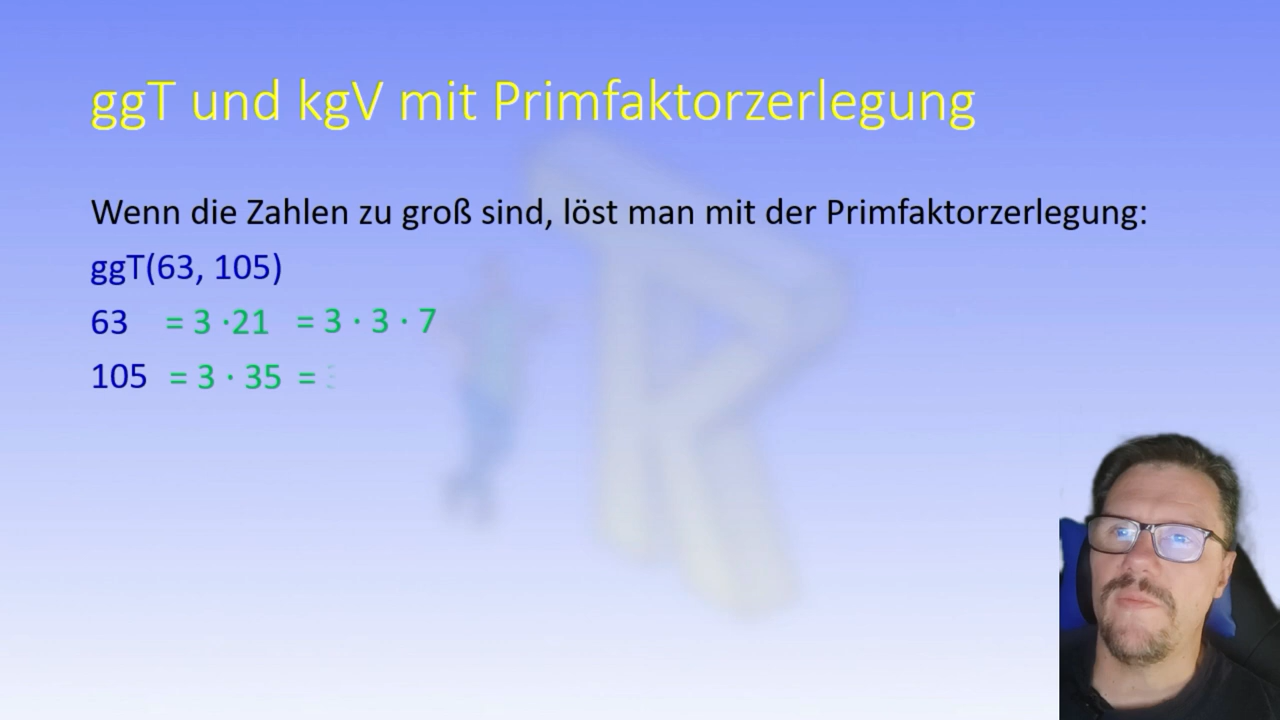 ggT und kgV mit Primfaktorzerlegung
Wenn die Zahlen zu groß sind, löst man mit der Primfaktorzerlegung:
ggT(63, 105)
63 = 3 ·21 = 3 · 3 · 7
105 = 3 · 35 =